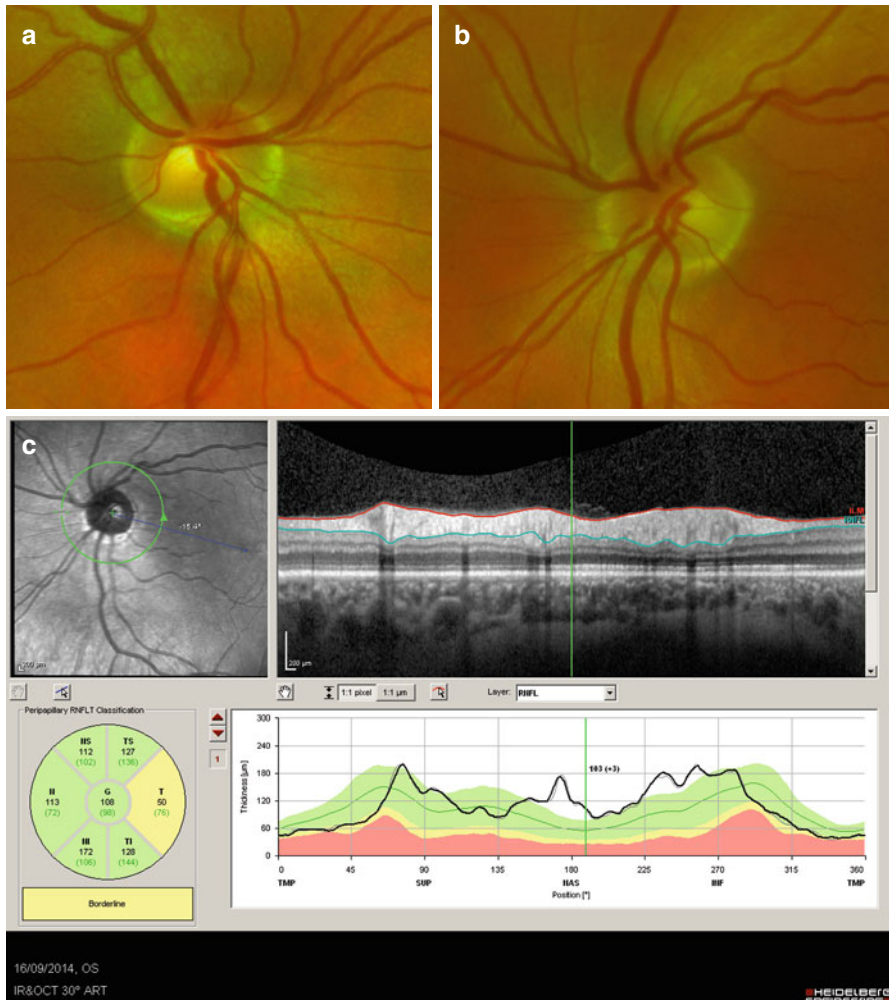 a
b
c
-15.4°
200 µm
ILM
RNFL
200 µm
1:1 pixel 1:1 µm Layer: RNFL
Peripapillary RNFLT Classification
NS
112
(102)
TS
127
(136)
N
113
(72)
G
108
(98)
T
50
(76)
NI
172
(106)
TI
128
(144)
Borderline
1
Thickness [µm]
300
240
180
120
60
0
103 (+3)
0 45 90 135 180 225 270 315 360
TMP SUP NAS INF TMP
Position [°]
16/09/2014, OS
IR&OCT 30° ART
HEIDELBERG
ENGINEERING